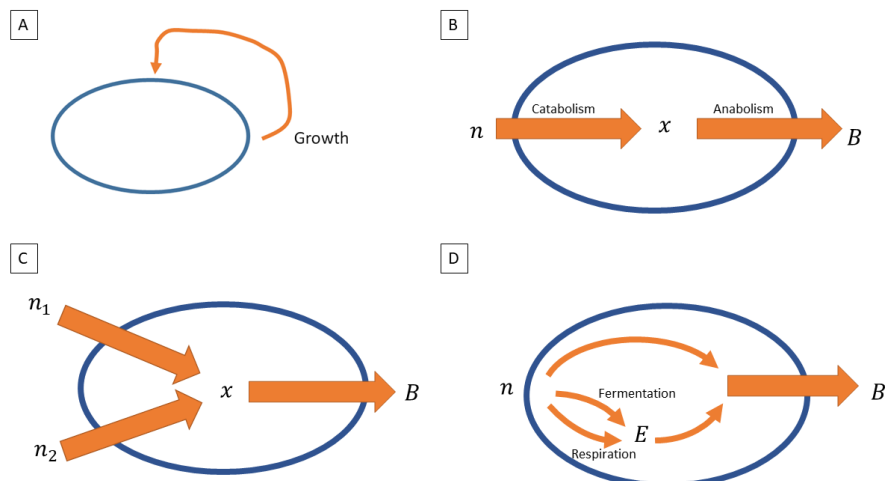 A
Growth
B
n
Catabolism
x
Anabolism
B
C
n₁
n₂
x
B
D
n
Fermentation
E
Respiration
B